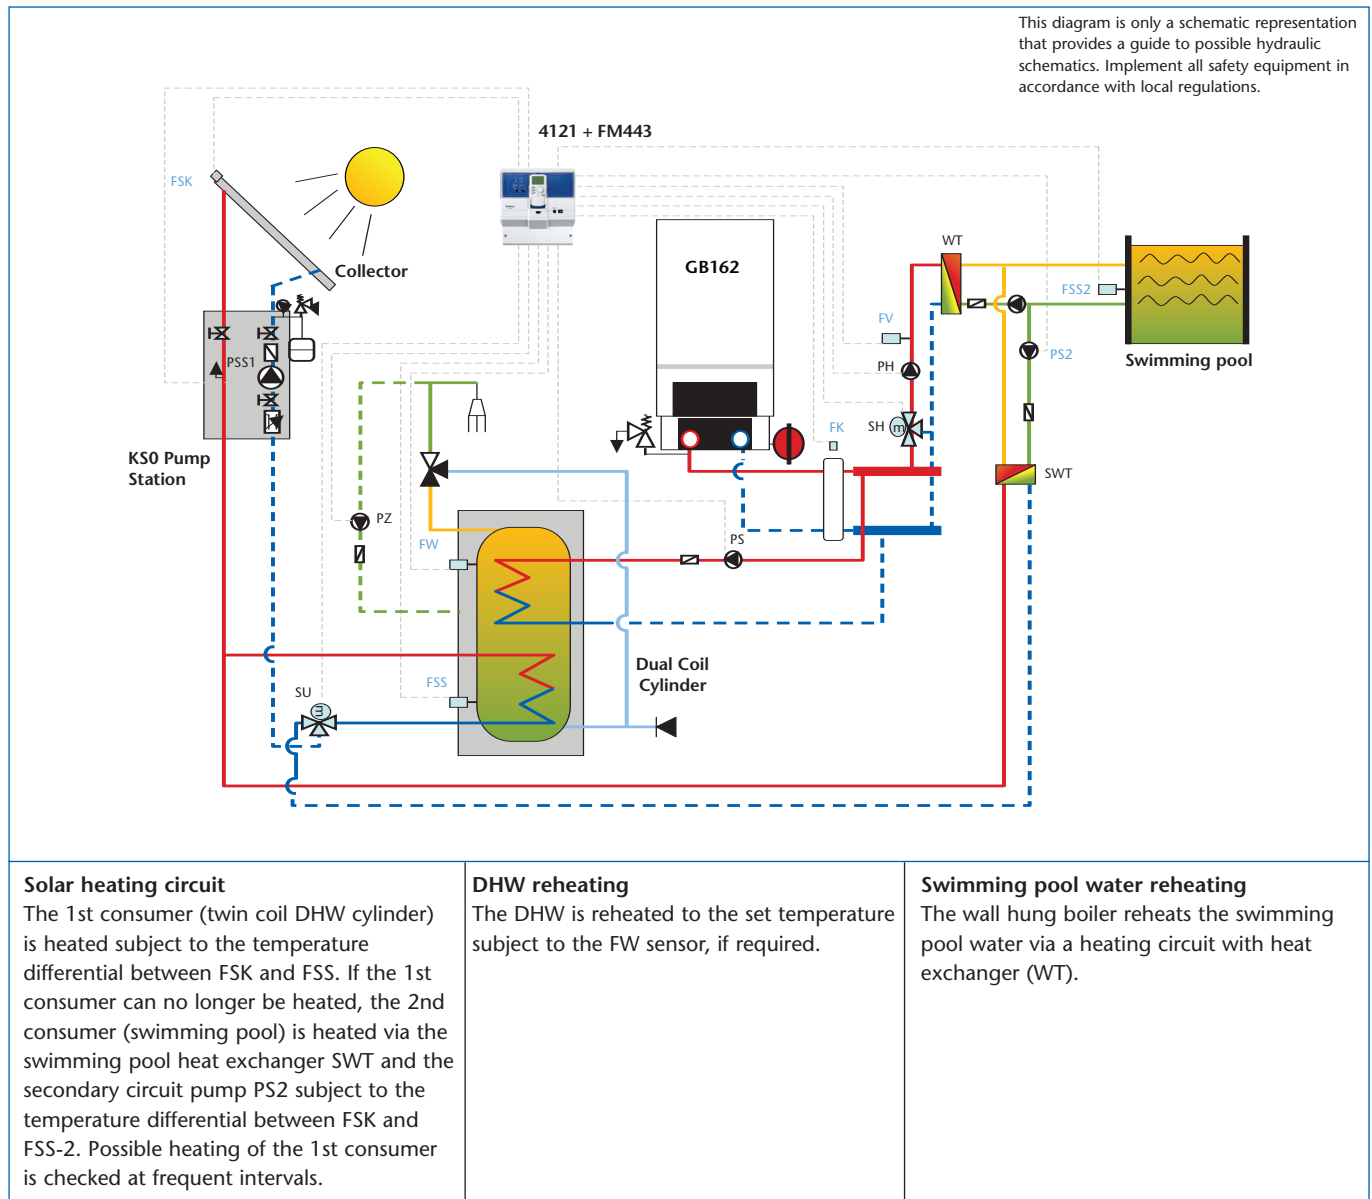 This diagram is only a schematic representation
that provides a guide to possible hydraulic
schematics. Implement all safety equipment in
accordance with local regulations.
4121 + FM443
FSK
Collector
GB162
WT
FSS2
Swimming pool
FV
PS2
PH
PSS1
KS0 Pump
Station
SH
m
FK
SWT
PZ
PS
FW
Dual Coil
Cylinder
FSS
SU
m
Solar heating circuit
The 1st consumer (twin coil DHW cylinder)
is heated subject to the temperature
differential between FSK and FSS. If the 1st
consumer can no longer be heated, the 2nd
consumer (swimming pool) is heated via the
swimming pool heat exchanger SWT and the
secondary circuit pump PS2 subject to the
temperature differential between FSK and
FSS-2. Possible heating of the 1st consumer
is checked at frequent intervals.
DHW reheating
The DHW is reheated to the set temperature
subject to the FW sensor, if required.
Swimming pool water reheating
The wall hung boiler reheats the swimming
pool water via a heating circuit with heat
exchanger (WT).